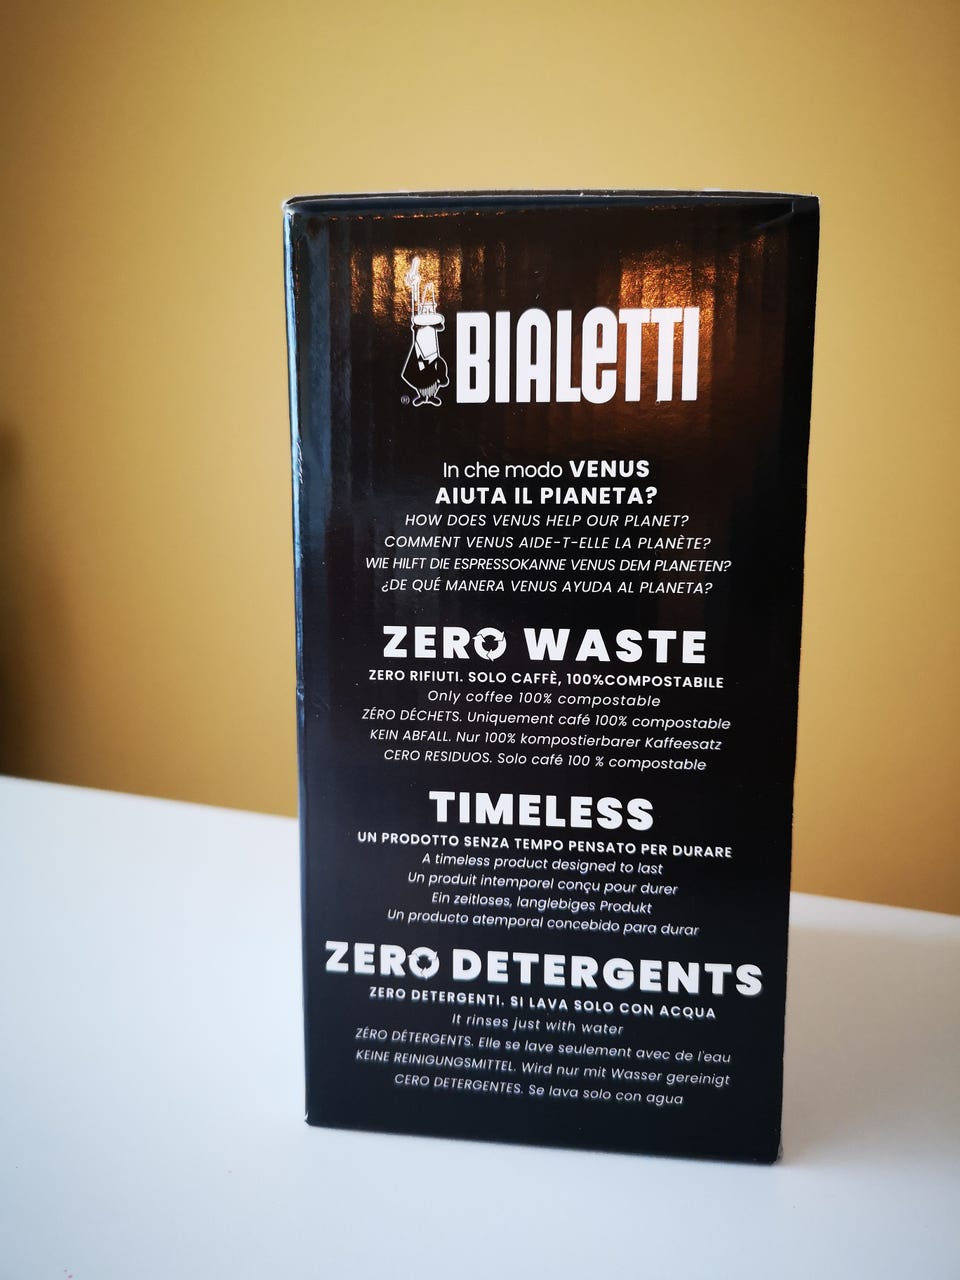 BIALETTI
®
In che modo VENUS
AIUTA IL PIANETA?
HOW DOES VENUS HELP OUR PLANET?
COMMENT VENUS AIDE-T-ELLE LA PLANÈTE?
WIE HILFT DIE ESPRESSOKANNE VENUS DEM PLANETEN?
¿DE QUÉ MANERA VENUS AYUDA AL PLANETA?
ZERO WASTE
ZERO RIFIUTI. SOLO CAFFÈ, 100%COMPOSTABILE
Only coffee 100% compostable
ZÉRO DÉCHETS. Uniquement café 100% compostable
KEIN ABFALL. Nur 100% kompostierbarer Kaffeesatz
CERO RESIDUOS. Solo café 100 % compostable
TIMELESS
UN PRODOTTO SENZA TEMPO PENSATO PER DURARE
A timeless product designed to last
Un produit intemporel conçu pour durer
Ein zeitloses, langlebiges Produkt
Un producto atemporal concebido para durar
ZERO DETERGENTS
ZERO DETERGENTI. SI LAVA SOLO CON ACQUA
It rinses just with water
ZÉRO DÉTERGENTS. Elle se lave seulement avec de l'eau
KEINE REINIGUNGSMITTEL. Wird nur mit Wasser gereinigt
CERO DETERGENTES. Se lava solo con agua